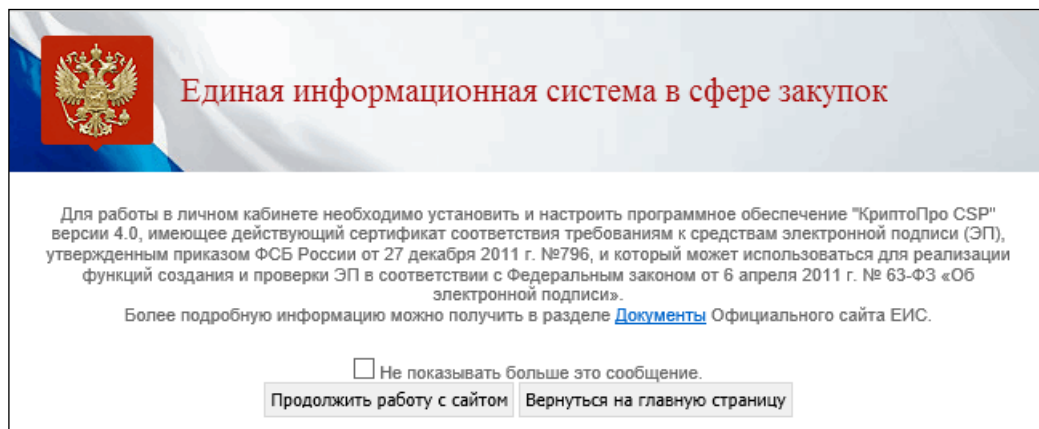 Единая информационная система в сфере закупок
Для работы в личном кабинете необходимо установить и настроить программное обеспечение "КриптоПро CSP"
версии 4.0, имеющее действующий сертификат соответствия требованиям к средствам электронной подписи (ЭП),
утвержденным приказом ФСБ России от 27 декабря 2011 г. №796, и который может использоваться для реализации
функций создания и проверки ЭП в соответствии с Федеральным законом от 6 апреля 2011 г. № 63-ФЗ «Об
электронной подписи».
Более подробную информацию можно получить в разделе Документы Официального сайта ЕИС.
Не показывать больше это сообщение.
Продолжить работу с сайтом Вернуться на главную страницу